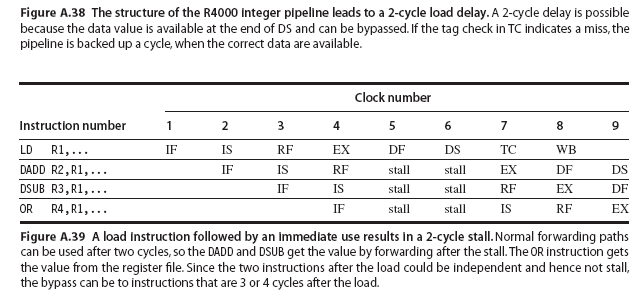 Figure A.38 The structure of the R4000 integer pipeline leads to a 2-cycle load delay. A 2-cycle delay is possible
because the data value is available at the end of DS and can be bypassed. If the tag check in TC indicates a miss, the
pipeline is backed up a cycle, when the correct data are available.
Clock number
Instruction number 1 2 3 4 5 6 7 8 9
LD R1,... IF IS RF EX DF DS TC WB
DADD R2,R1,... IF IS RF stall stall EX DF DS
DSUB R3,R1,... IF IS stall stall RF EX DF
OR R4,R1,... IF stall stall IS RF EX
Figure A.39 A load instruction followed by an immediate use results in a 2-cycle stall. Normal forwarding paths
can be used after two cycles, so the DADD and DSUB get the value by forwarding after the stall. The OR instruction gets
the value from the register file. Since the two instructions after the load could be independent and hence not stall,
the bypass can be to instructions that are 3 or 4 cycles after the load.